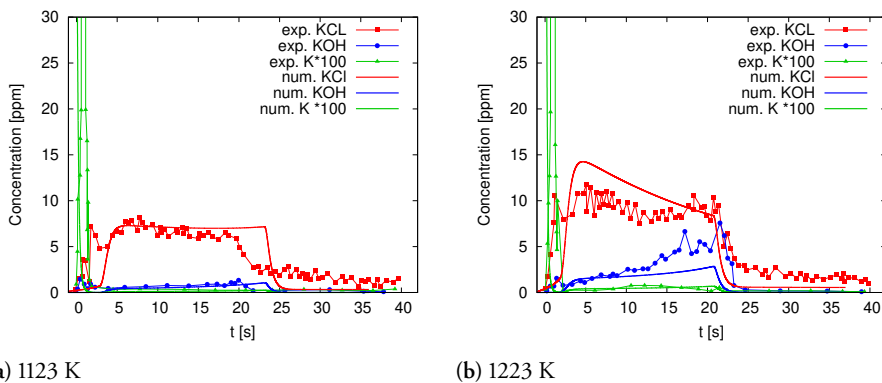 30
25
20
15
10
5
0
Concentration [ppm]
0 5 10 15 20 25 30 35 40
t [s]
exp. KCL
exp. KOH
exp. K*100
num. KCl
num. KOH
num. K *100
a) 1123 K
30
25
20
15
10
5
0
Concentration [ppm]
0 5 10 15 20 25 30 35 40
t [s]
exp. KCL
exp. KOH
exp. K*100
num. KCl
num. KOH
num. K *100
(b) 1223 K